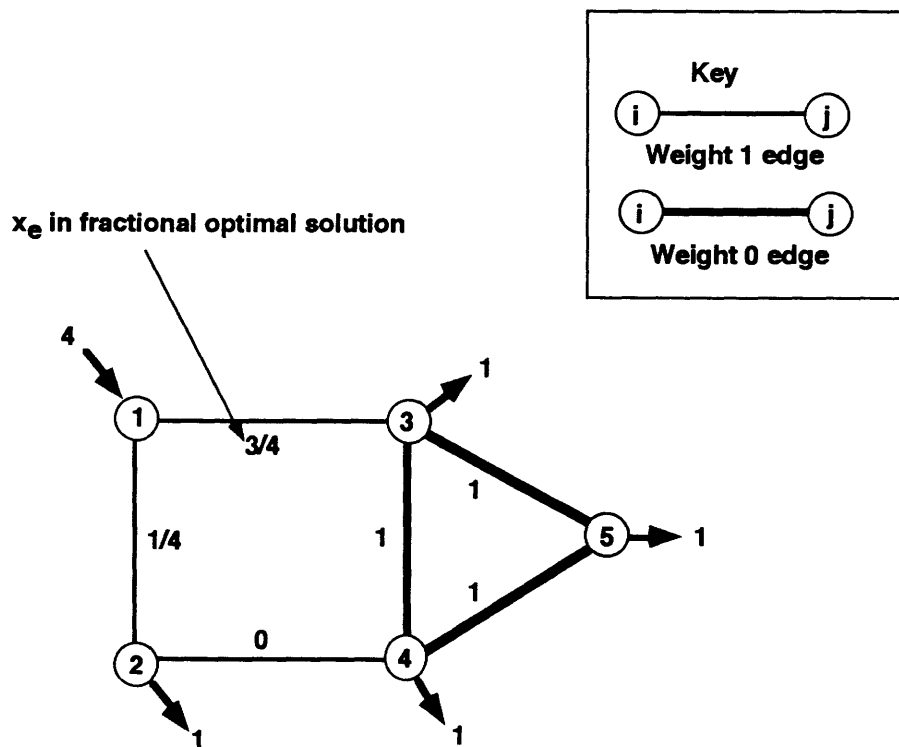 Key
i j
Weight 1 edge
i j
Weight 0 edge
xe in fractional optimal solution
4
1
1 3
3/4
1
1/4 1 5 1
1
0
2 4
1 1